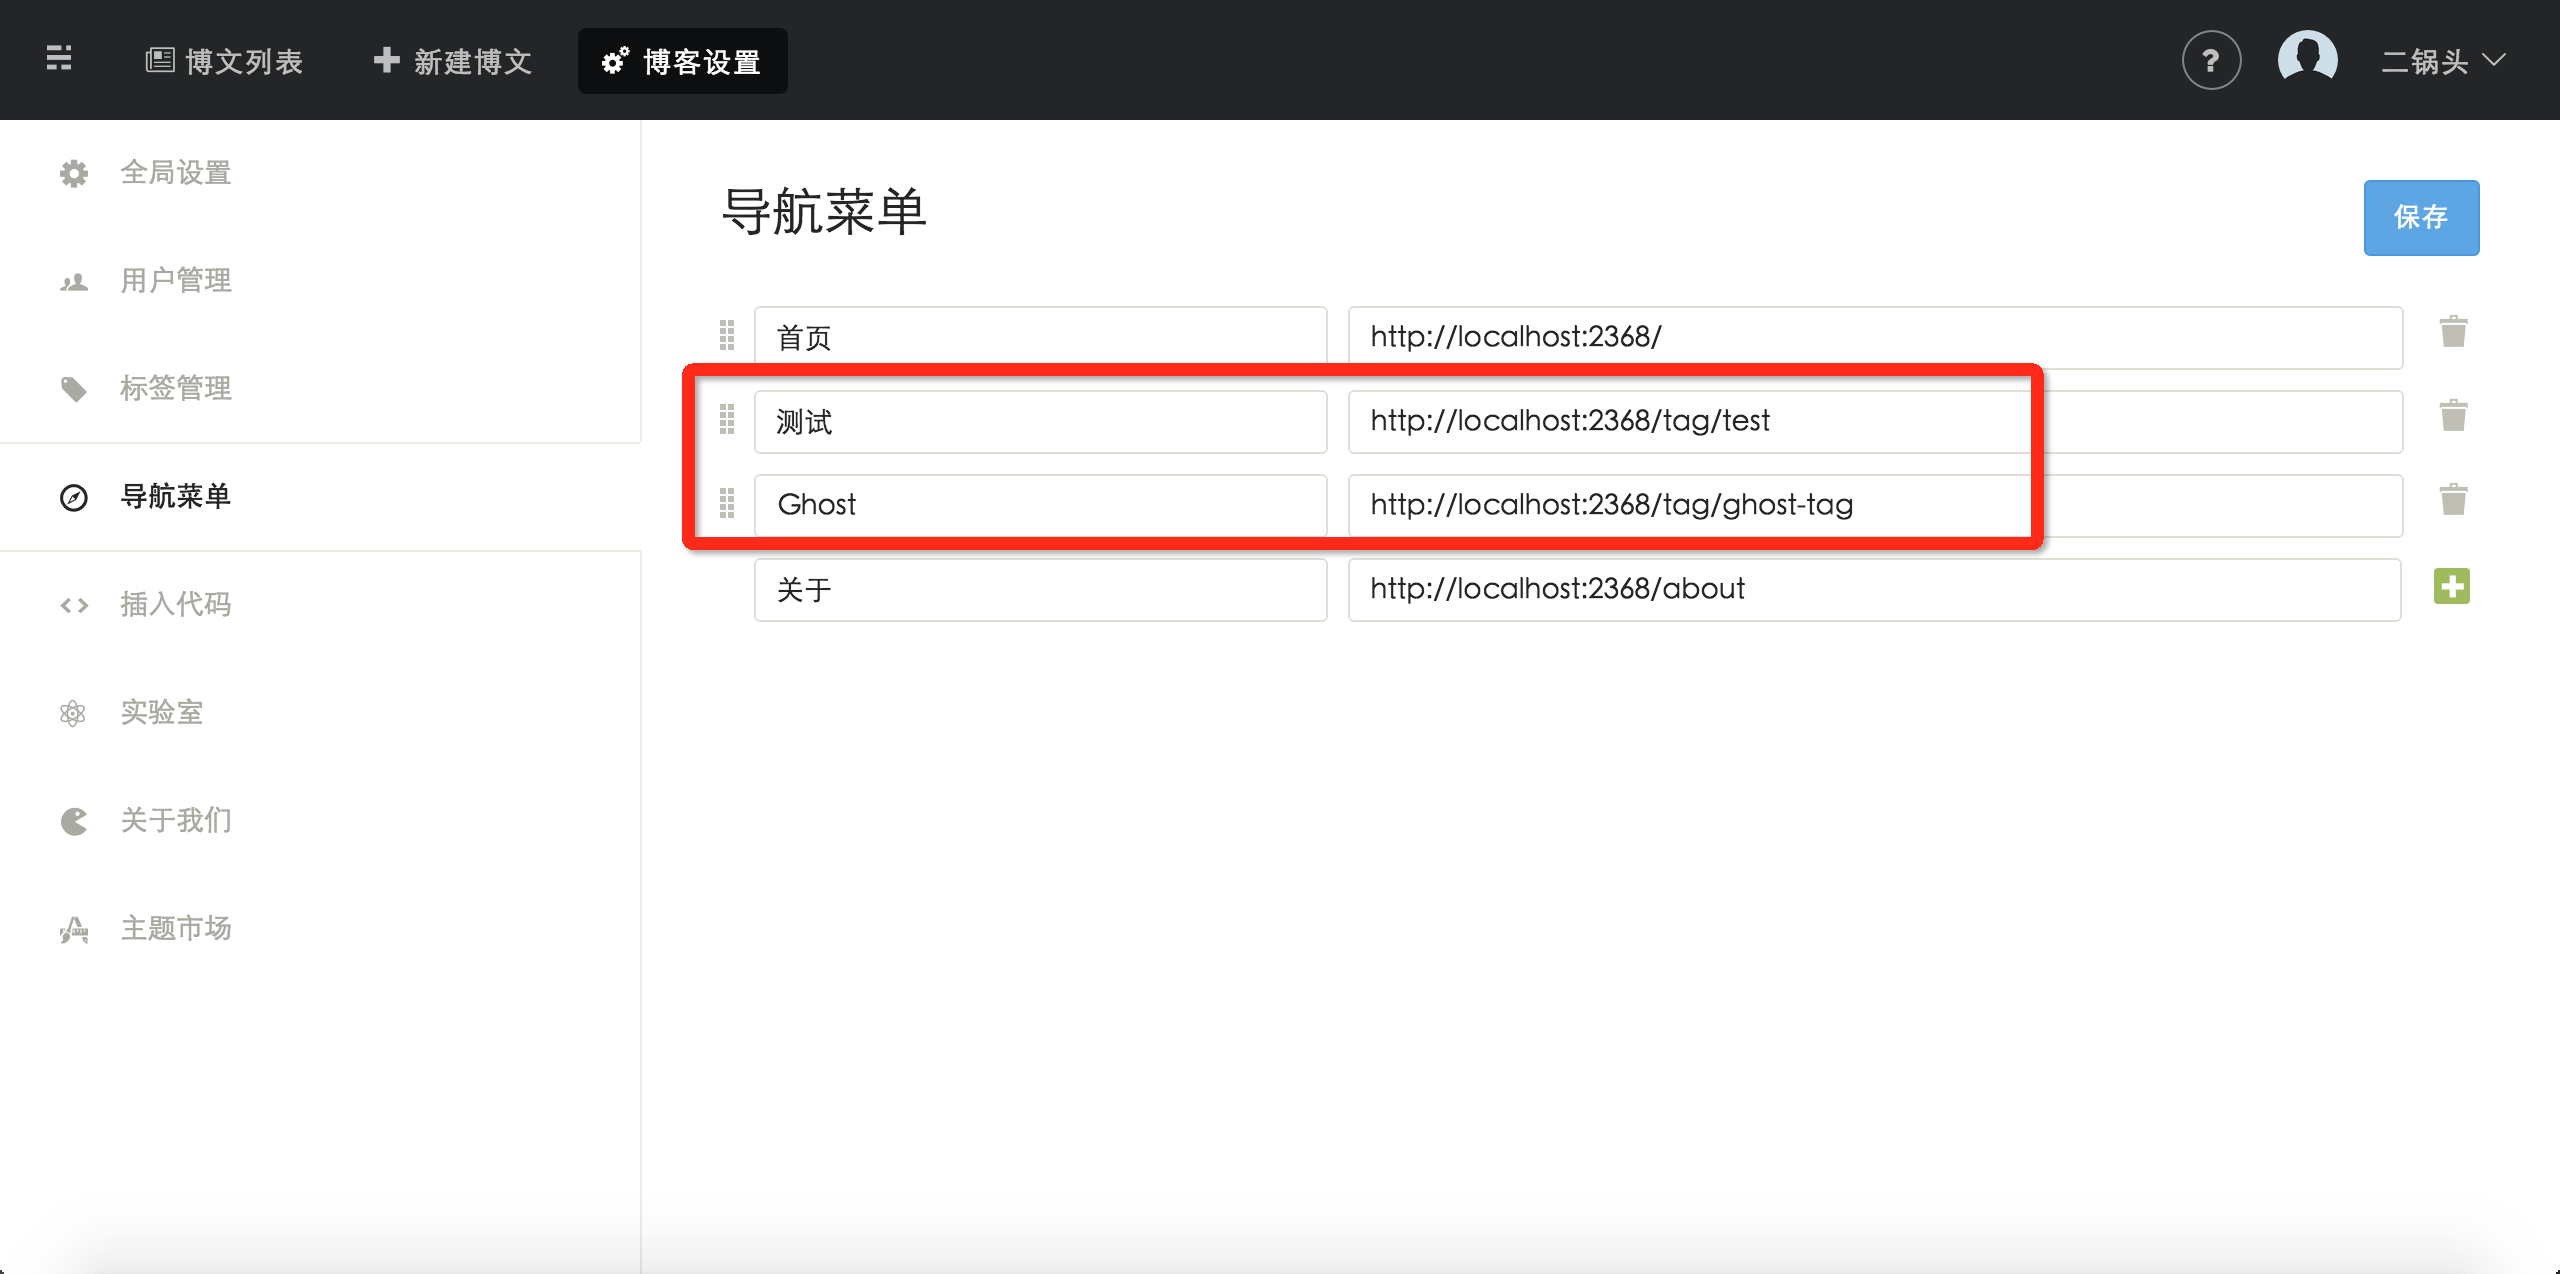 博文列表 新建博文 博客设置 ? 二锅头
全局设置
用户管理
标签管理
导航菜单
插入代码
实验室
关于我们
主题市场
导航菜单 保存
首页 http://localhost:2368/
测试 http://localhost:2368/tag/test
Ghost http://localhost:2368/tag/ghost-tag
关于 http://localhost:2368/about